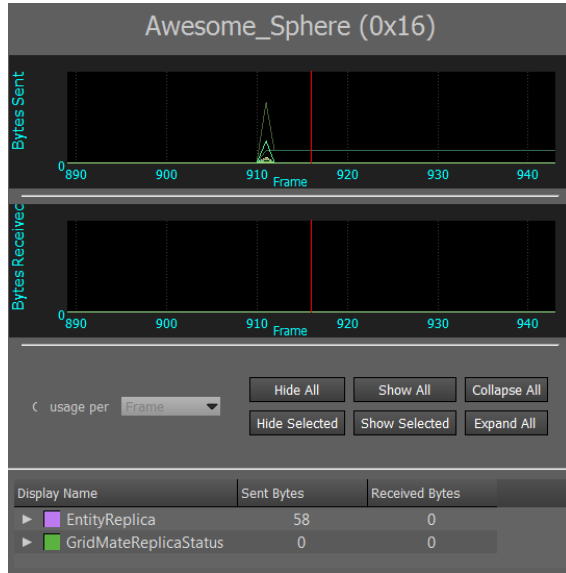 Awesome_Sphere (0x16)
Bytes Sent
0
890 900 910 920 930 940
Frame
Bytes Received
0
890 900 910 920 930 940
Frame
Hide All Show All Collapse All
usage per Frame
Hide Selected Show Selected Expand All
Display Name Sent Bytes Received Bytes
EntityReplica 58 0
GridMateReplicaStatus 0 0